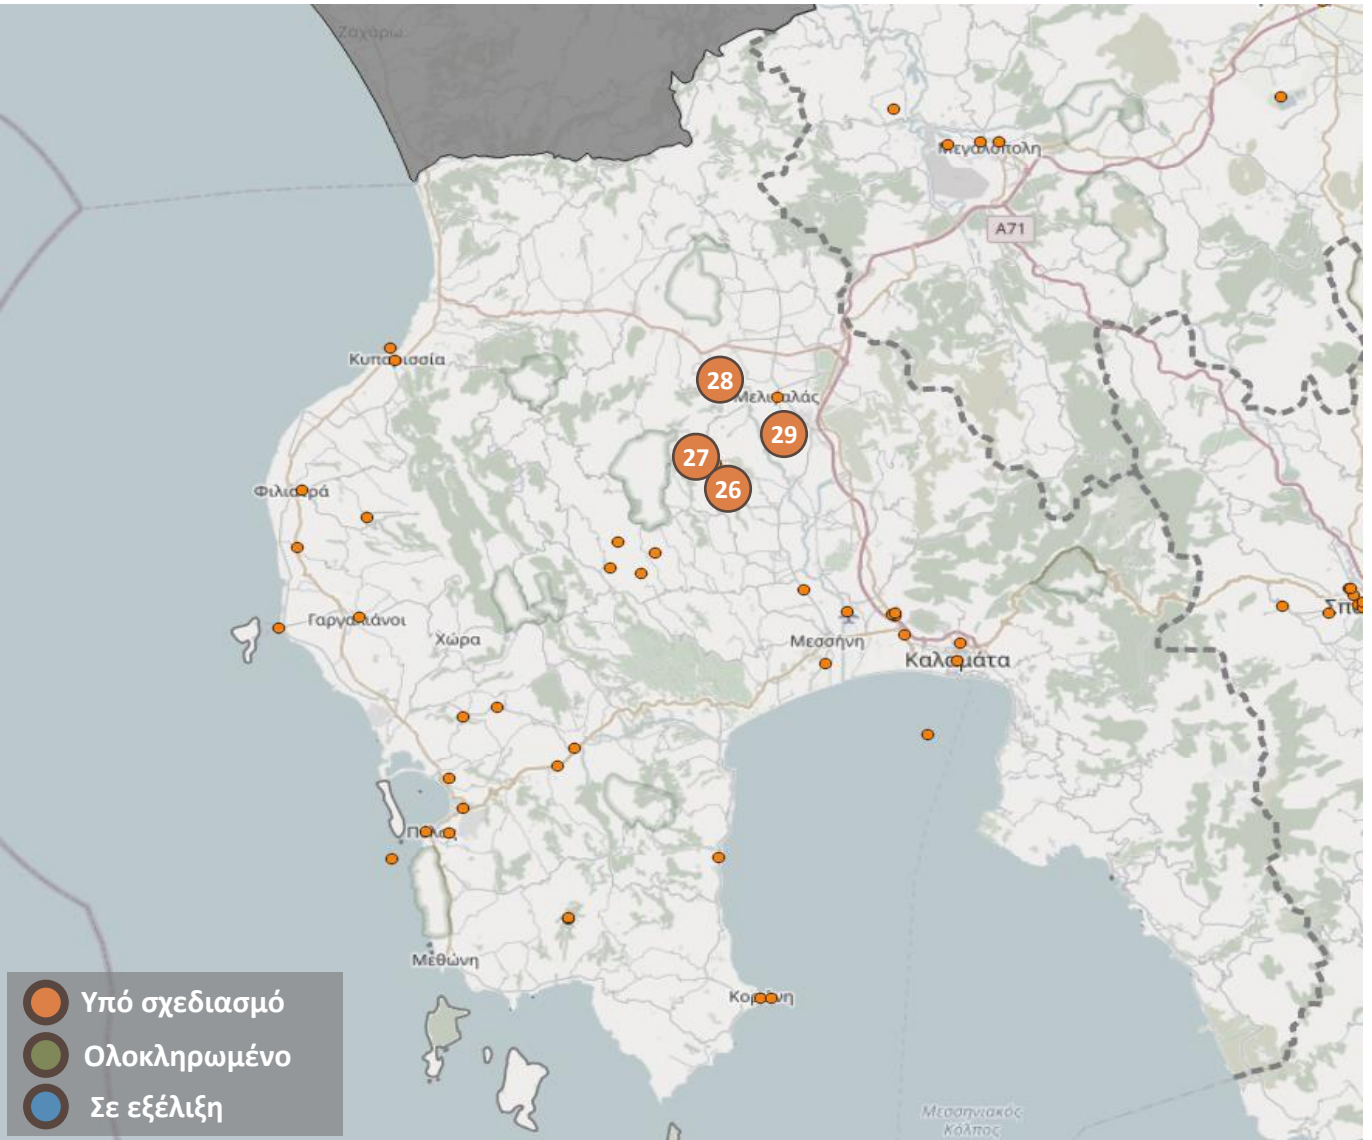 Ζαχάρω
Μεγαλόπολη
A71
Κυπαρισσία
28
Μελιγαλάς
29
27
26
Φιλιατρά
Γαργαλιάνοι
Χώρα
Μεσσήνη
Καλαμάτα
Πύλος
Μεθώνη
Κορώνη
Υπό σχεδιασμό
Ολοκληρωμένο
Σε εξέλιξη
Μεσσηνιακός
Κόλπος